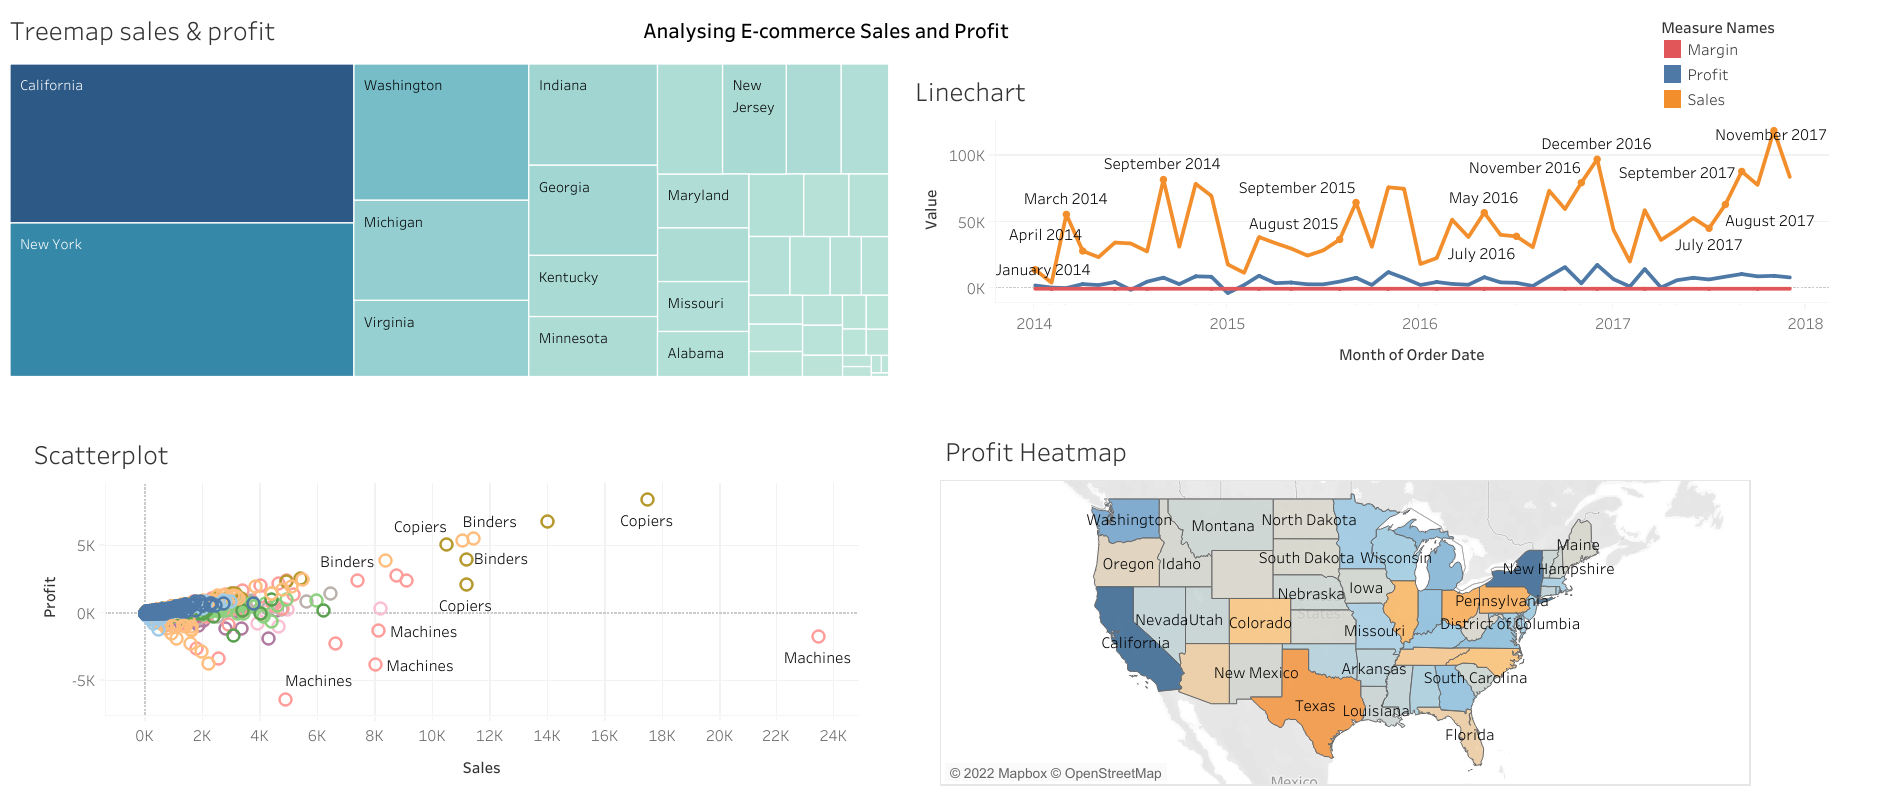 Treemap sales & profit
Analysing E-commerce Sales and Profit
Measure Names
Margin
Profit
Sales
California
New York
Washington
Michigan
Virginia
Indiana
Georgia
Kentucky
Minnesota
New
Jersey
Maryland
Missouri
Alabama
Linechart
Value
100K
50K
0K
January 2014
March 2014
April 2014
September 2014
August 2015
September 2015
May 2016
July 2016
November 2016
December 2016
July 2017
August 2017
September 2017
November 2017
2014
2015
2016
2017
2018
Month of Order Date
Scatterplot
Profit
5K
0K
-5K
Copiers
Binders
Copiers
Binders
Binders
Copiers
Machines
Machines
Machines
Machines
0K
2K
4K
6K
8K
10K
12K
14K
16K
18K
20K
22K
24K
Sales
Profit Heatmap
Washington
Montana
North Dakota
Oregon
Idaho
South Dakota
Wisconsin
Maine
New Hampshire
Nebraska
Iowa
Pennsylvania
Nevada
Utah
Colorado
States
Missouri
District of Columbia
California
New Mexico
Arkansas
South Carolina
Texas
Louisiana
Florida
Mexico
© 2022 Mapbox © OpenStreetMap